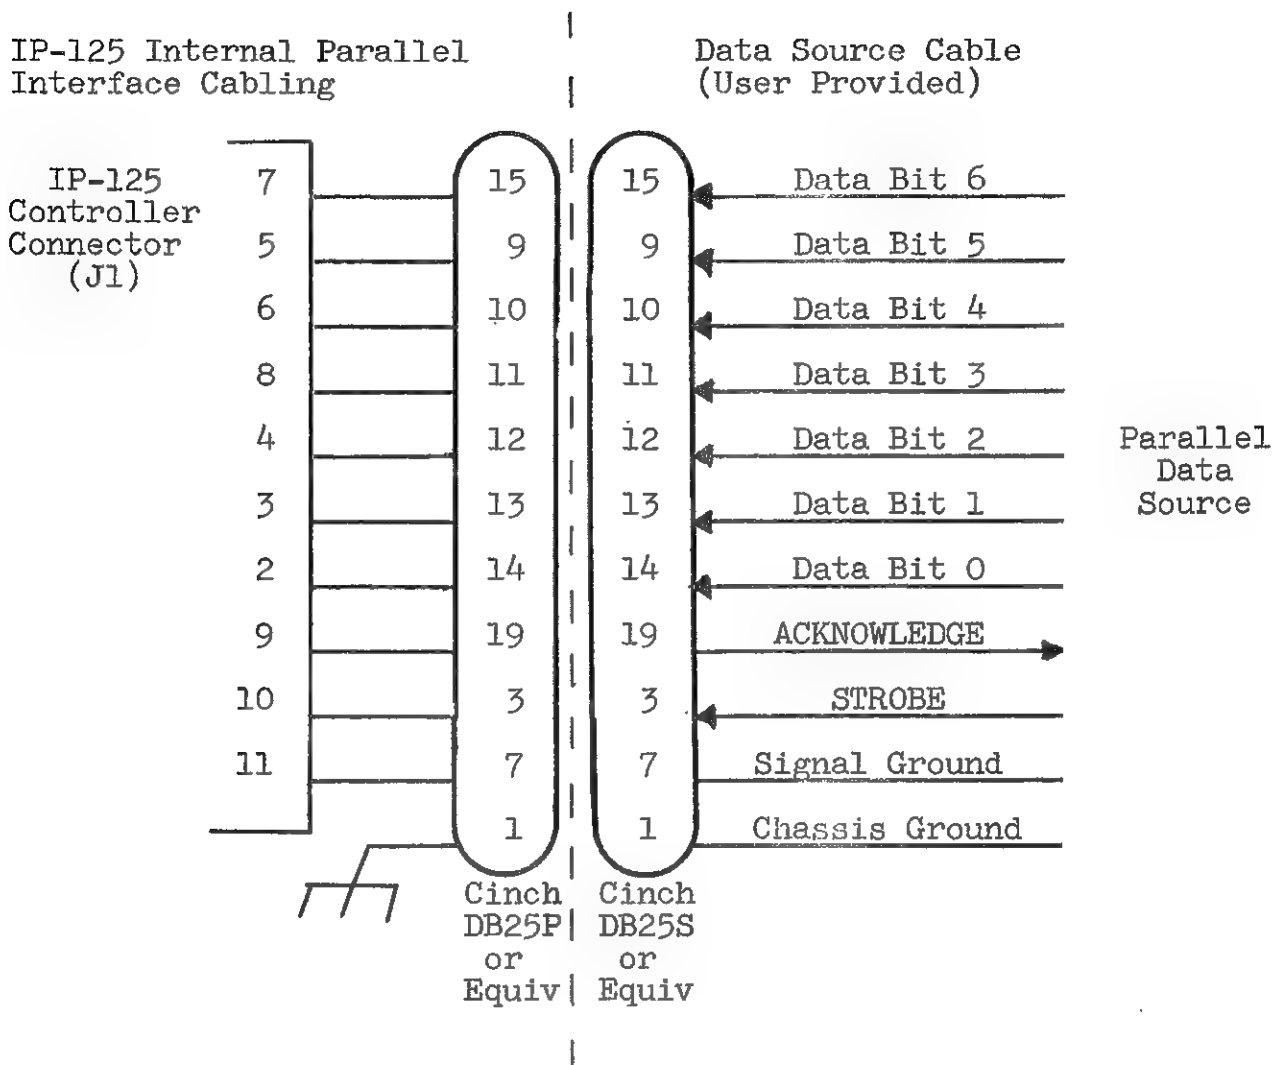 IP-125 Internal Parallel
Interface Cabling
Data Source Cable
(User Provided)
IP-125
Controller
Connector
(J1)
7 15 15 Data Bit 6
5 9 9 Data Bit 5
6 10 10 Data Bit 4
8 11 11 Data Bit 3
4 12 12 Data Bit 2
3 13 13 Data Bit 1
2 14 14 Data Bit 0
9 19 19 ACKNOWLEDGE
10 3 3 STROBE
11 7 7 Signal Ground
1 1 Chassis Ground
Parallel
Data
Source
Cinch
DB25P
or
Equiv
Cinch
DB25S
or
Equiv